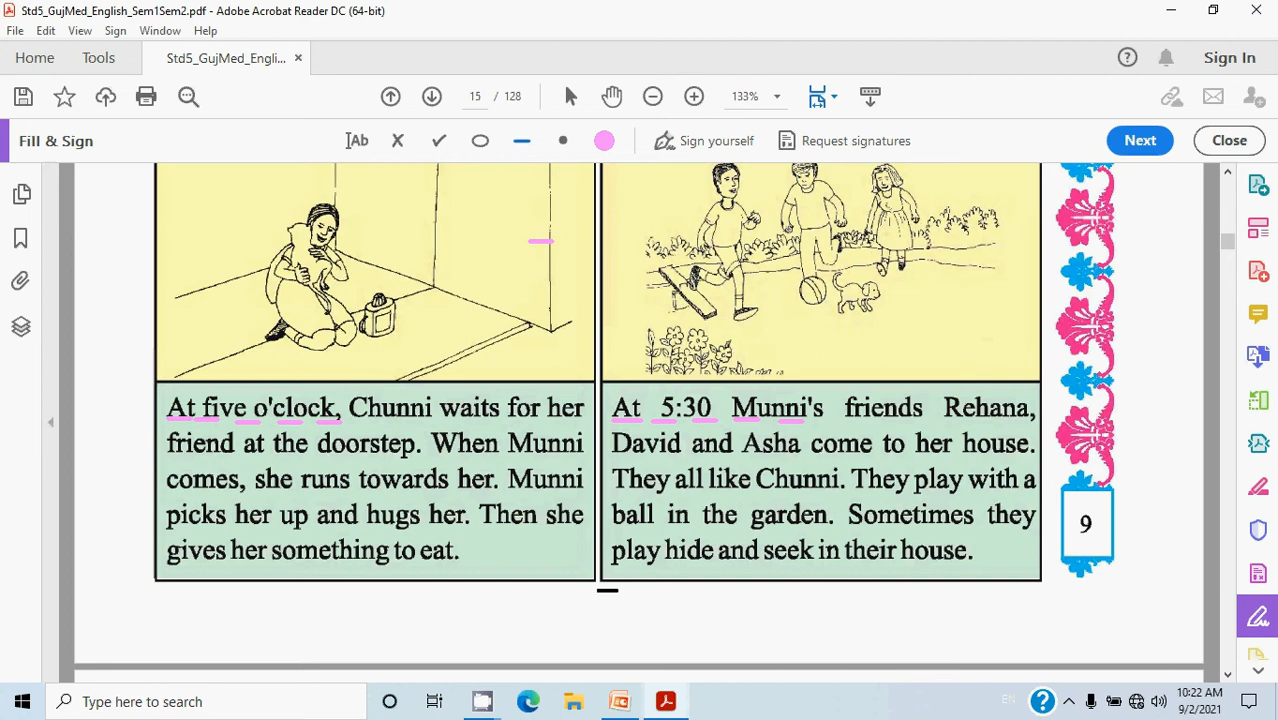 Std5_GujMed_English_Sem1Sem2.pdf - Adobe Acrobat Reader DC (64-bit)
File Edit View Sign Window Help
Home Tools Std5_GujMed_Engli... ×
Sign In
15 / 128
133%
Fill & Sign
Ab
Sign yourself
Request signatures
Next
Close
At five o'clock, Chunni waits for her
friend at the doorstep. When Munni
comes, she runs towards her. Munni
picks her up and hugs her. Then she
gives her something to eat.
At 5:30 Munni's friends Rehana,
David and Asha come to her house.
They all like Chunni. They play with a
ball in the garden. Sometimes they
play hide and seek in their house.
9
Type here to search
EN
10:22 AM
9/2/2021